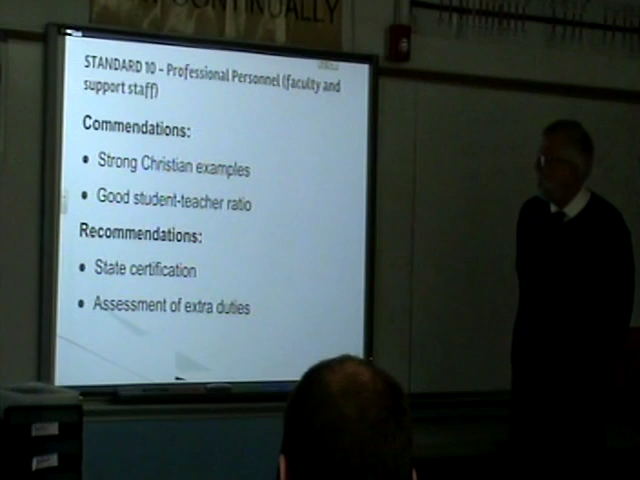 CONTINUALLY
STANDARD 10 – Professional Personnel (faculty and
support staff)
Commendations:
• Strong Christian examples
• Good student-teacher ratio
Recommendations:
• State certification
• Assessment of extra duties